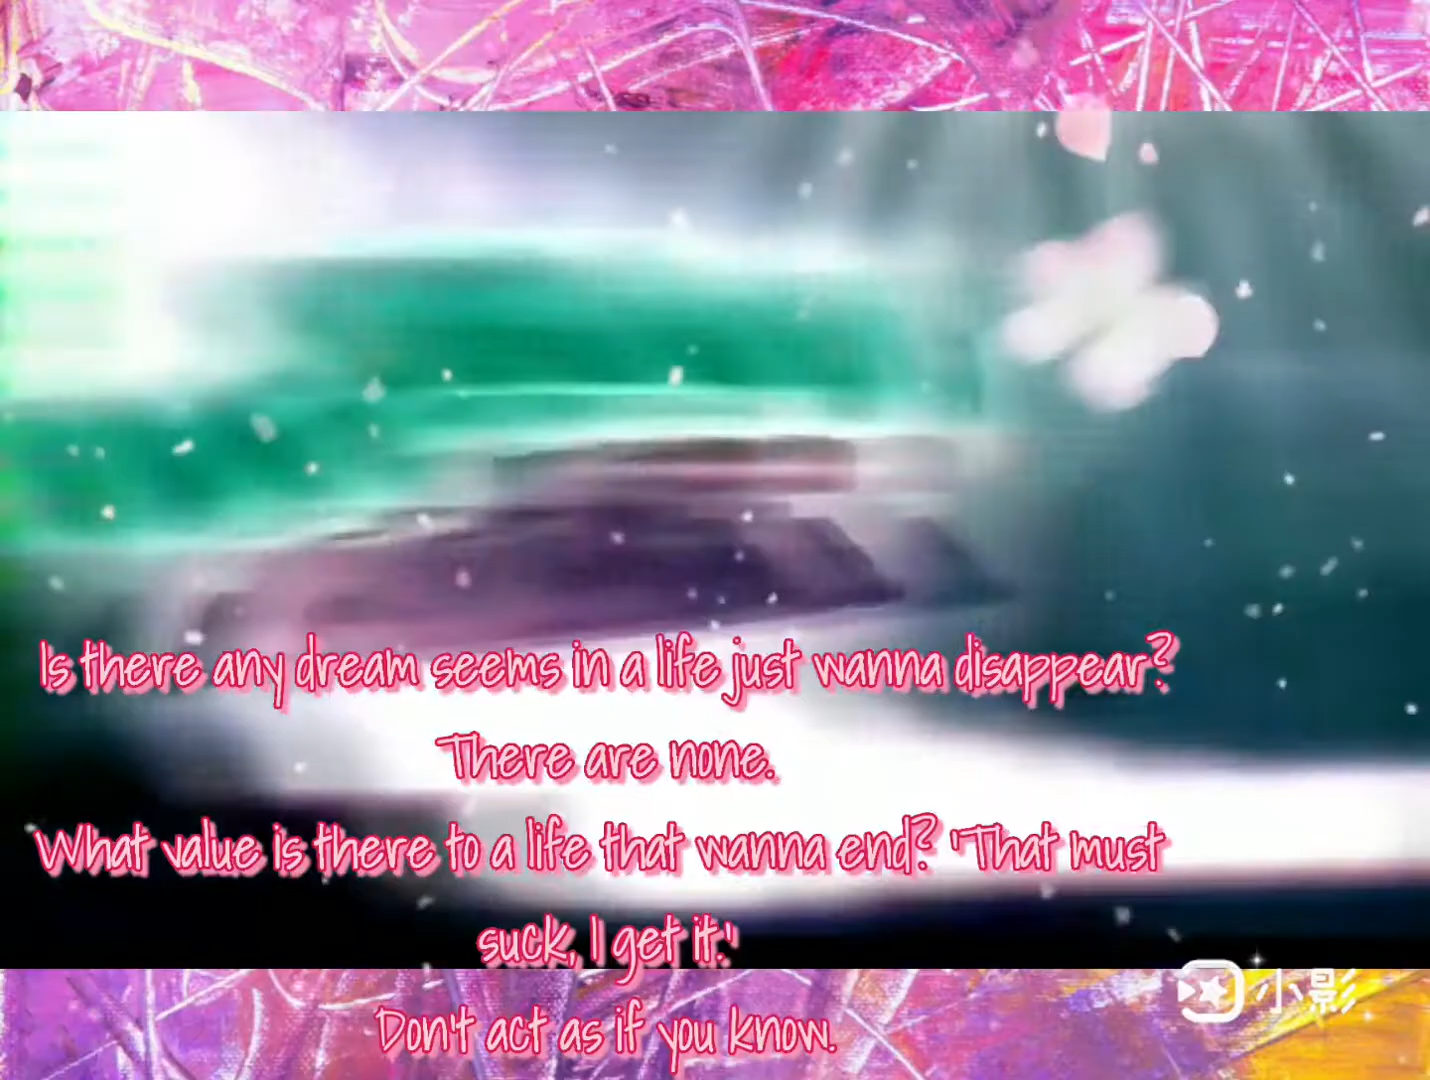 Is there any dream seems in a life just wanna disappear?
There are none.
What value is there to a life that wanna end? 'That must
suck, I get it.'
Don't act as if you know.
小影